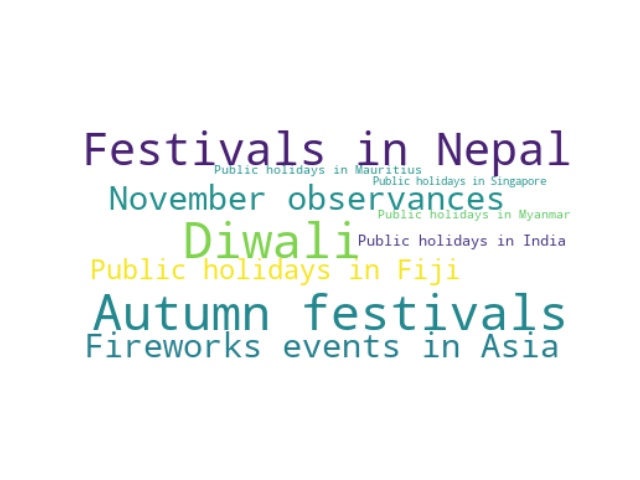 Festivals in Nepal
Public holidays in Mauritius
Public holidays in Singapore
November observances
Public holidays in Myanmar
Diwali
Public holidays in India
Public holidays in Fiji
Autumn festivals
Fireworks events in Asia